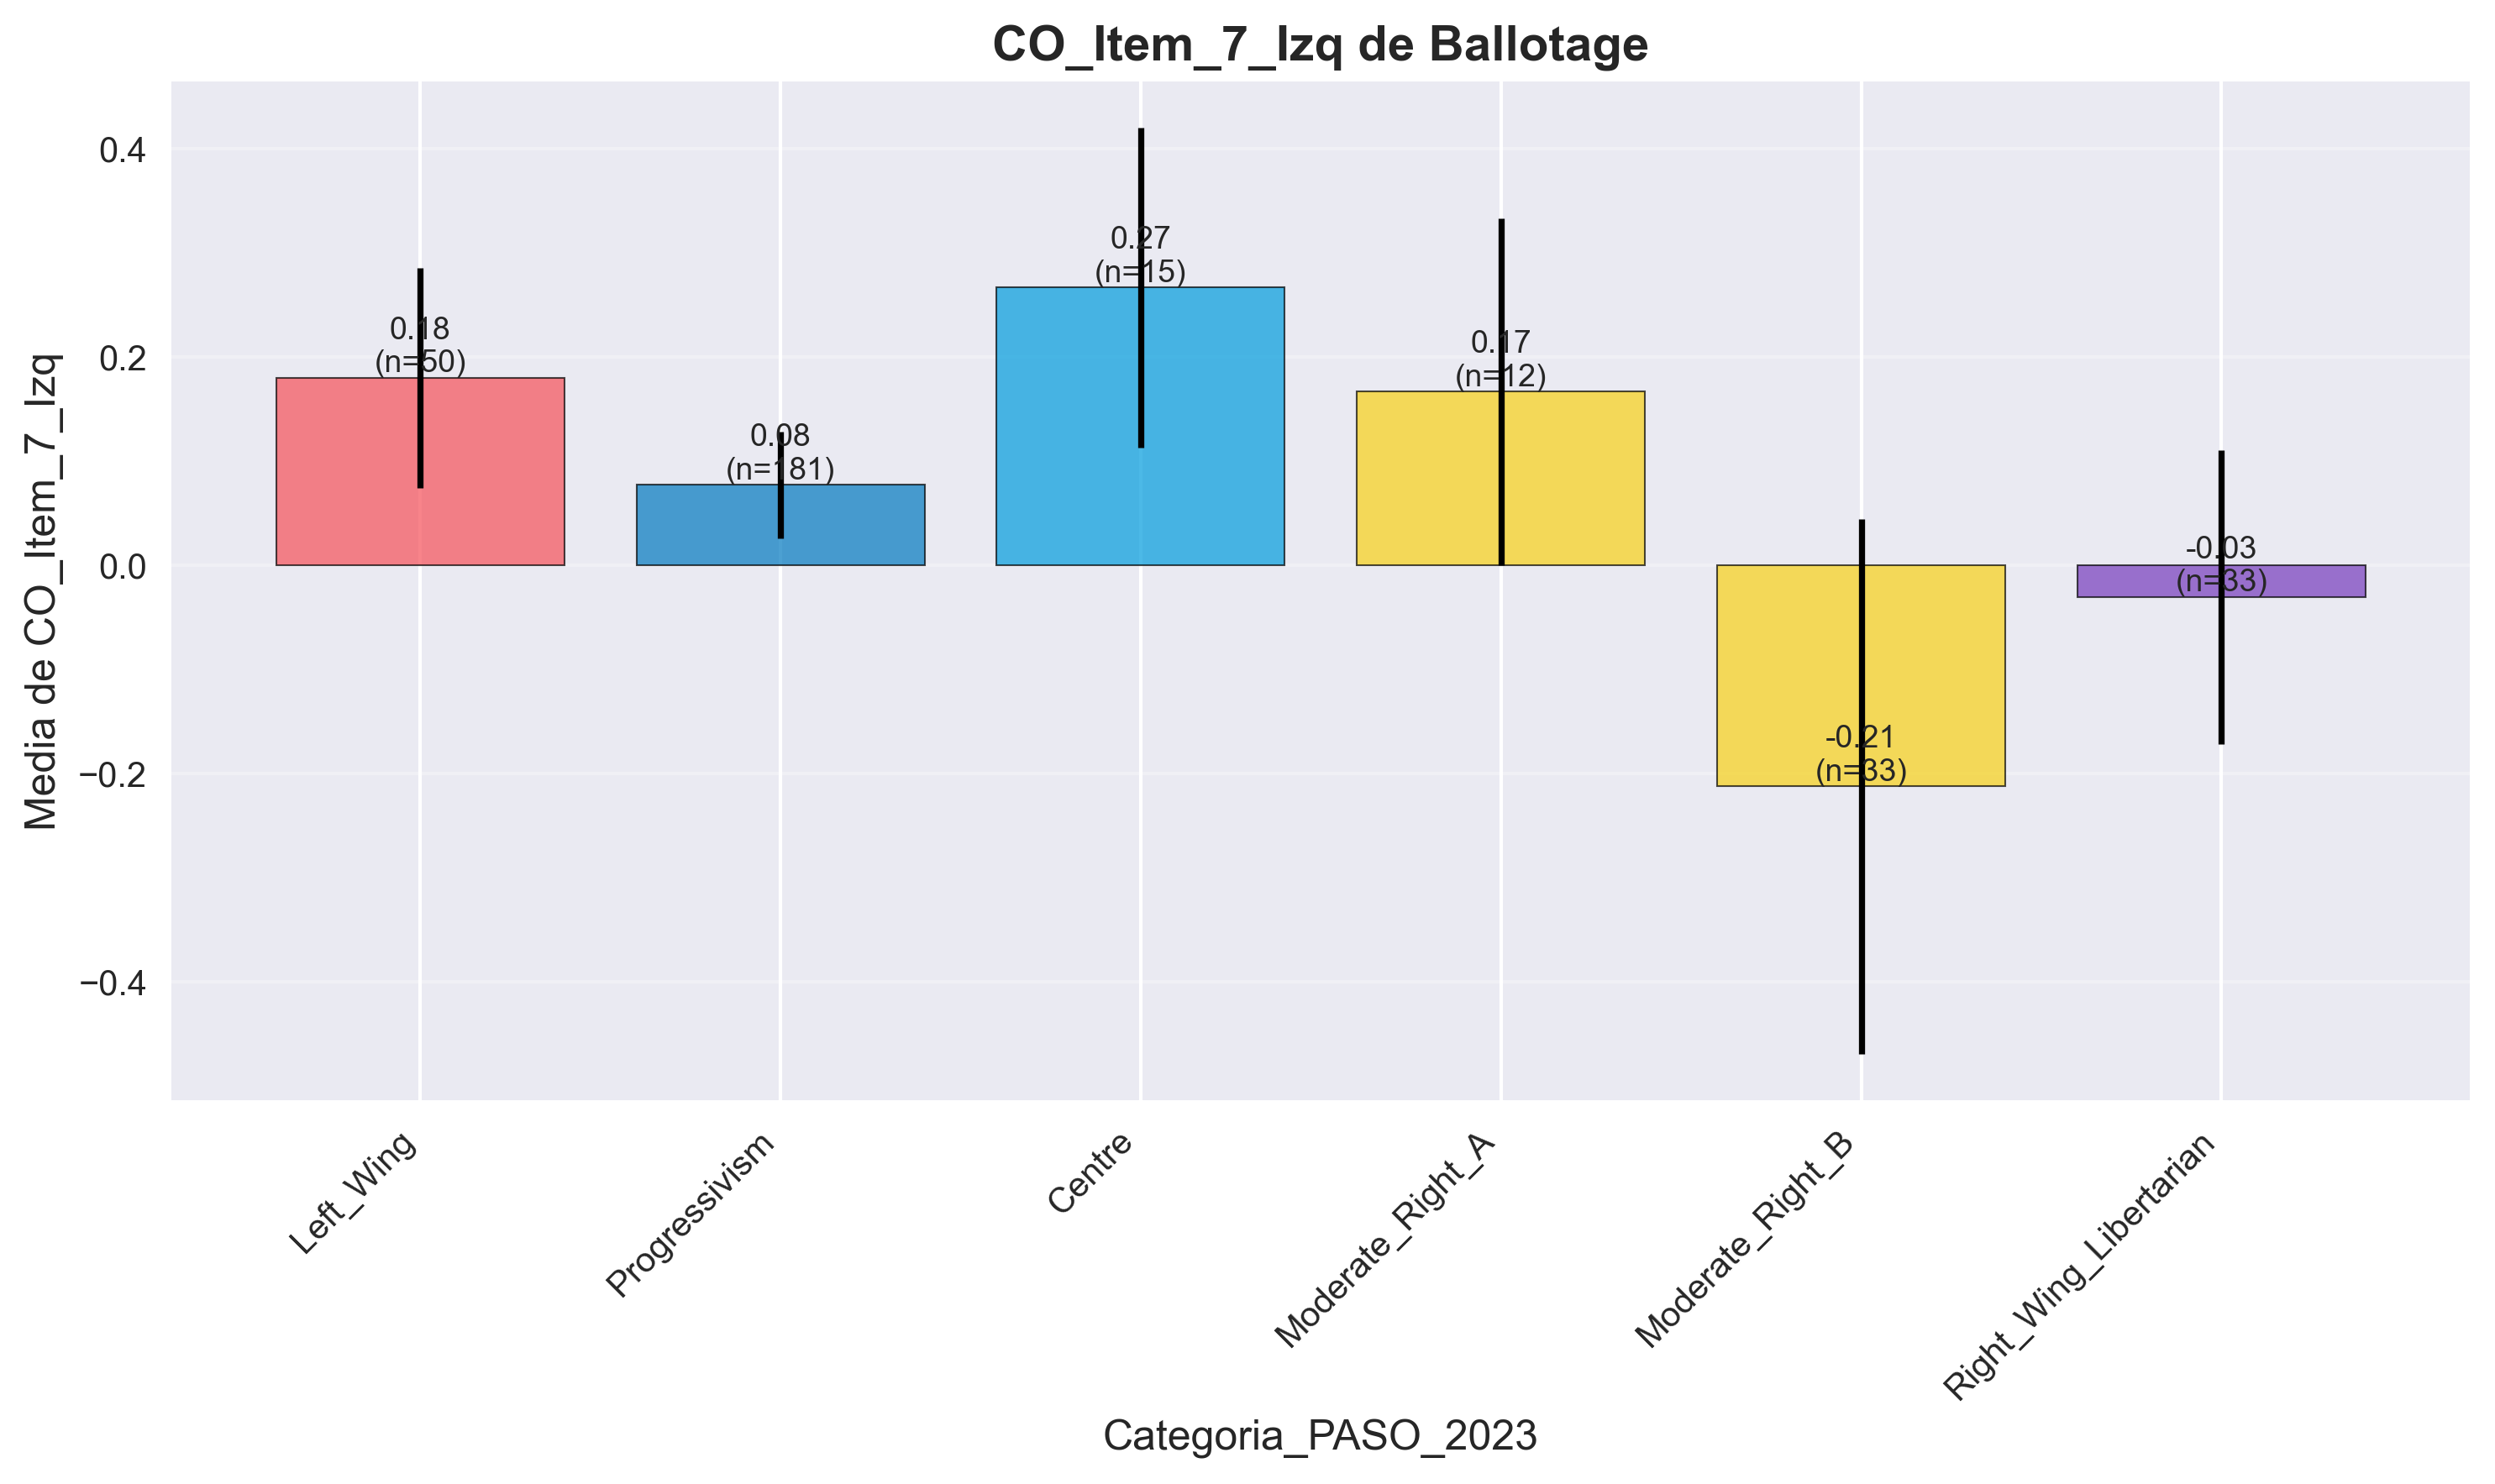 CO_Item_7_Izq de Ballotage
Media de CO_Item_7_Izq
0.4
0.2
0.0
−0.2
−0.4
0.18
(n=50)
0.08
(n=181)
0.27
(n=15)
0.17
(n=12)
-0.21
(n=33)
-0.03
(n=33)
Left_Wing
Progressivism
Centre
Moderate_Right_A
Moderate_Right_B
Right_Wing_Libertarian
Categoria_PASO_2023